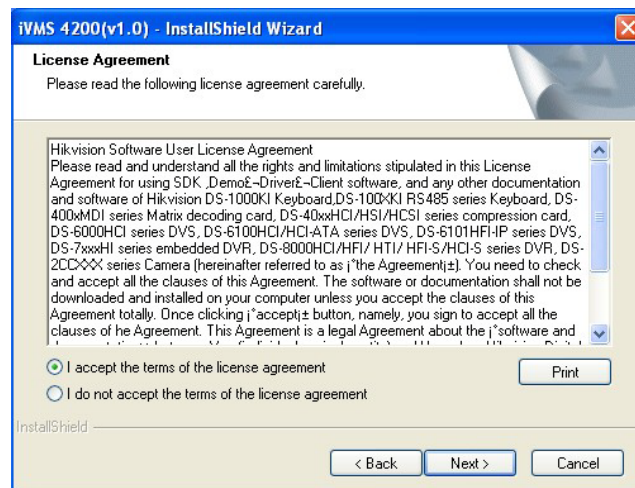 iVMS 4200(v1.0) - InstallShield Wizard
License Agreement
Please read the following license agreement carefully.
Hikvision Software User License Agreement
Please read and understand all the rights and limitations stipulated in this License
Agreement for using SDK ,Demo£¬Driver£¬Client software, and any other documentation
and software of Hikvision DS-1000KI Keyboard,DS-100XKI RS485 series Keyboard, DS-
400xMDI series Matrix decoding card, DS-40xxHCI/HSI/HCSI series compression card,
DS-6000HCI series DVS, DS-6100HCI/HCI-ATA series DVS, DS-6101HFI-IP series DVS,
DS-7xxxHI series embedded DVR, DS-8000HCI/HFI/ HTI/ HFI-S/HCI-S series DVR, DS-
2CCXXX series Camera (hereinafter referred to as ¡°the Agreement¡±). You need to check
and accept all the clauses of this Agreement. The software or documentation shall not be
downloaded and installed on your computer unless you accept the clauses of this
Agreement totally. Once clicking ¡°accept¡± button, namely, you sign to accept all the
clauses of he Agreement. This Agreement is a legal Agreement about the ¡°software and
I accept the terms of the license agreement
Print
I do not accept the terms of the license agreement
InstallShield
< Back
Next >
Cancel